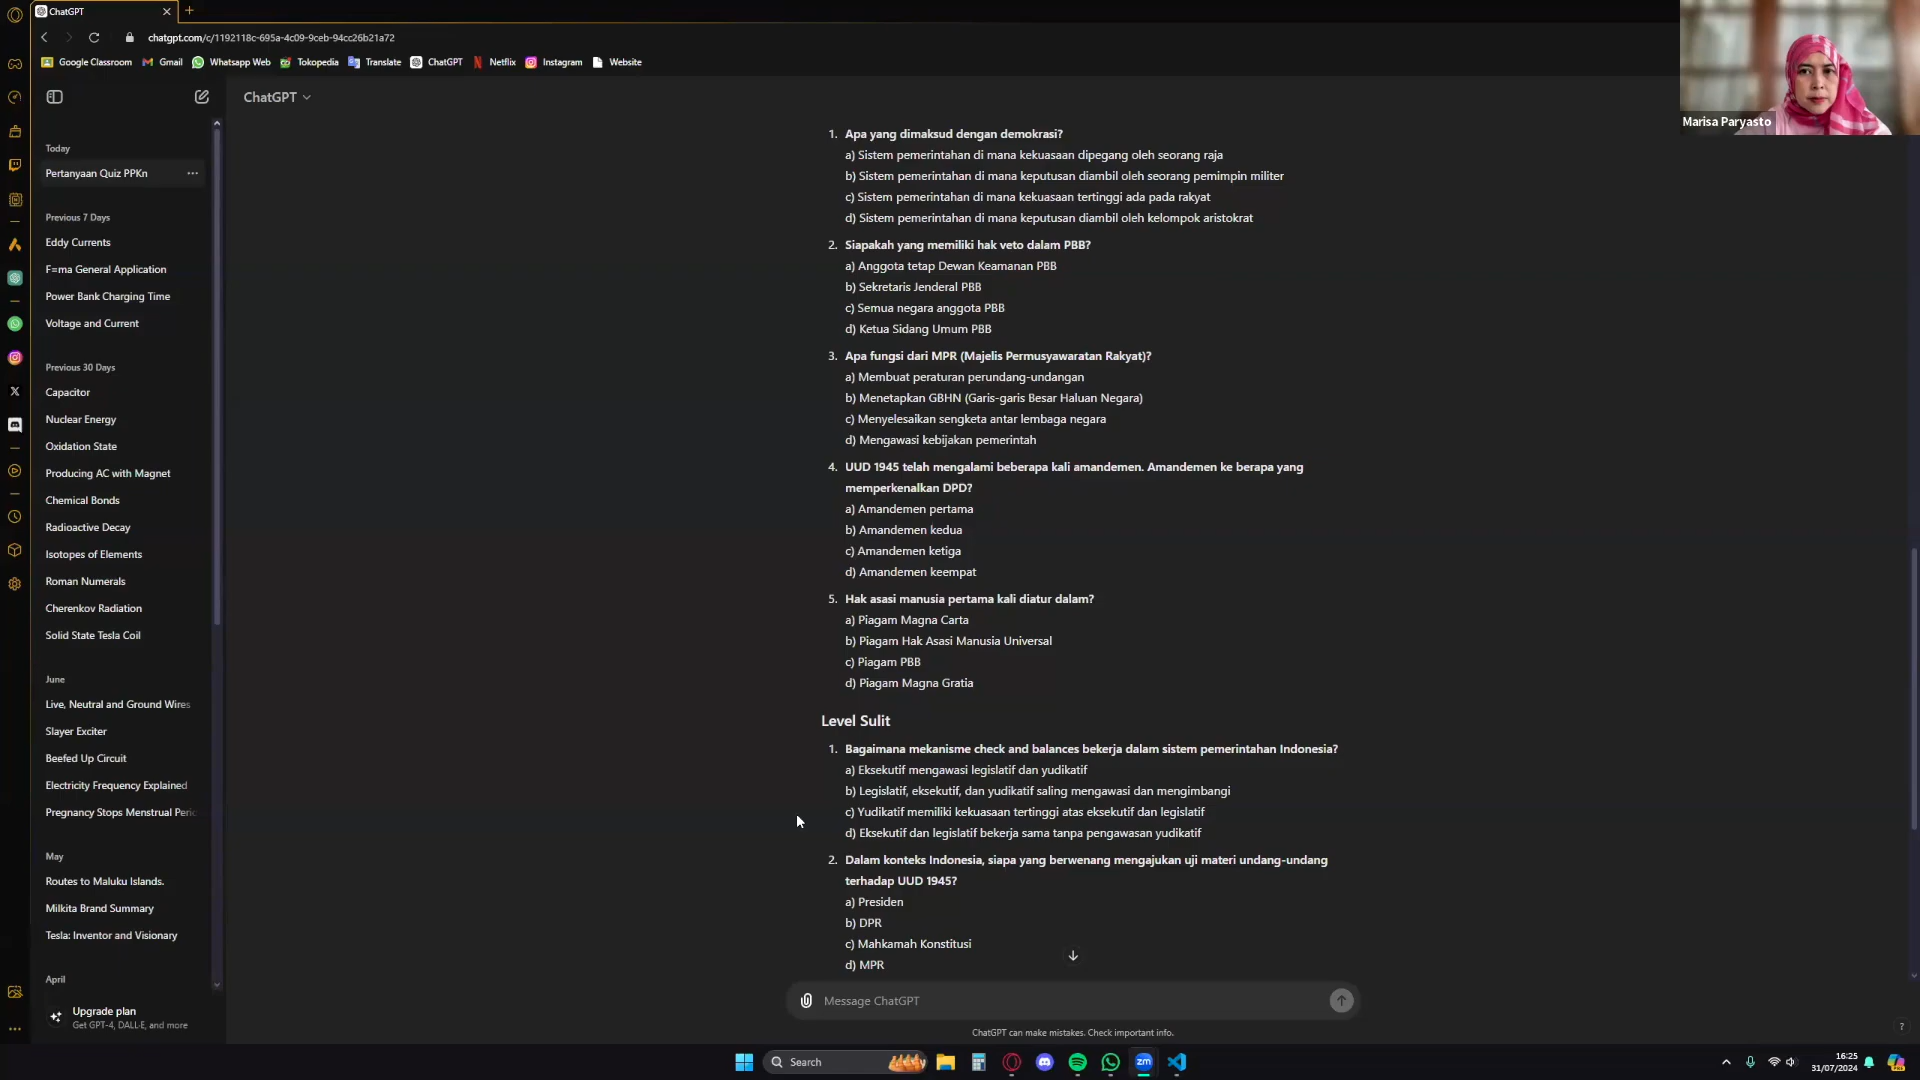 ChatGPT
chatgpt.com/c/1192118c-695a-4c09-9ceb-94cc26b21a72
Google Classroom Gmail Whatsapp Web Tokopedia Translate ChatGPT Netflix Instagram Website
Marisa Paryasto
ChatGPT
Today
Pertanyaan Quiz PPKn
Previous 7 Days
Eddy Currents
F=ma General Application
Power Bank Charging Time
Voltage and Current
Previous 30 Days
Capacitor
Nuclear Energy
Oxidation State
Producing AC with Magnet
Chemical Bonds
Radioactive Decay
Isotopes of Elements
Roman Numerals
Cherenkov Radiation
Solid State Tesla Coil
June
Live, Neutral and Ground Wires
Slayer Exciter
Beefed Up Circuit
Electricity Frequency Explained
Pregnancy Stops Menstrual Peri
May
Routes to Maluku Islands.
Milkita Brand Summary
Tesla: Inventor and Visionary
April
Upgrade plan
Get GPT-4, DALL·E, and more
1. Apa yang dimaksud dengan demokrasi?
a) Sistem pemerintahan di mana kekuasaan dipegang oleh seorang raja
b) Sistem pemerintahan di mana keputusan diambil oleh seorang pemimpin militer
c) Sistem pemerintahan di mana kekuasaan tertinggi ada pada rakyat
d) Sistem pemerintahan di mana keputusan diambil oleh kelompok aristokrat
2. Siapakah yang memiliki hak veto dalam PBB?
a) Anggota tetap Dewan Keamanan PBB
b) Sekretaris Jenderal PBB
c) Semua negara anggota PBB
d) Ketua Sidang Umum PBB
3. Apa fungsi dari MPR (Majelis Permusyawaratan Rakyat)?
a) Membuat peraturan perundang-undangan
b) Menetapkan GBHN (Garis-garis Besar Haluan Negara)
c) Menyelesaikan sengketa antar lembaga negara
d) Mengawasi kebijakan pemerintah
4. UUD 1945 telah mengalami beberapa kali amandemen. Amandemen ke berapa yang
memperkenalkan DPD?
a) Amandemen pertama
b) Amandemen kedua
c) Amandemen ketiga
d) Amandemen keempat
5. Hak asasi manusia pertama kali diatur dalam?
a) Piagam Magna Carta
b) Piagam Hak Asasi Manusia Universal
c) Piagam PBB
d) Piagam Magna Gratia
Level Sulit
1. Bagaimana mekanisme check and balances bekerja dalam sistem pemerintahan Indonesia?
a) Eksekutif mengawasi legislatif dan yudikatif
b) Legislatif, eksekutif, dan yudikatif saling mengawasi dan mengimbangi
c) Yudikatif memiliki kekuasaan tertinggi atas eksekutif dan legislatif
d) Eksekutif dan legislatif bekerja sama tanpa pengawasan yudikatif
2. Dalam konteks Indonesia, siapa yang berwenang mengajukan uji materi undang-undang
terhadap UUD 1945?
a) Presiden
b) DPR
c) Mahkamah Konstitusi
d) MPR
Message ChatGPT
ChatGPT can make mistakes. Check important info.
?
Search
zm
16:25
31/07/2024